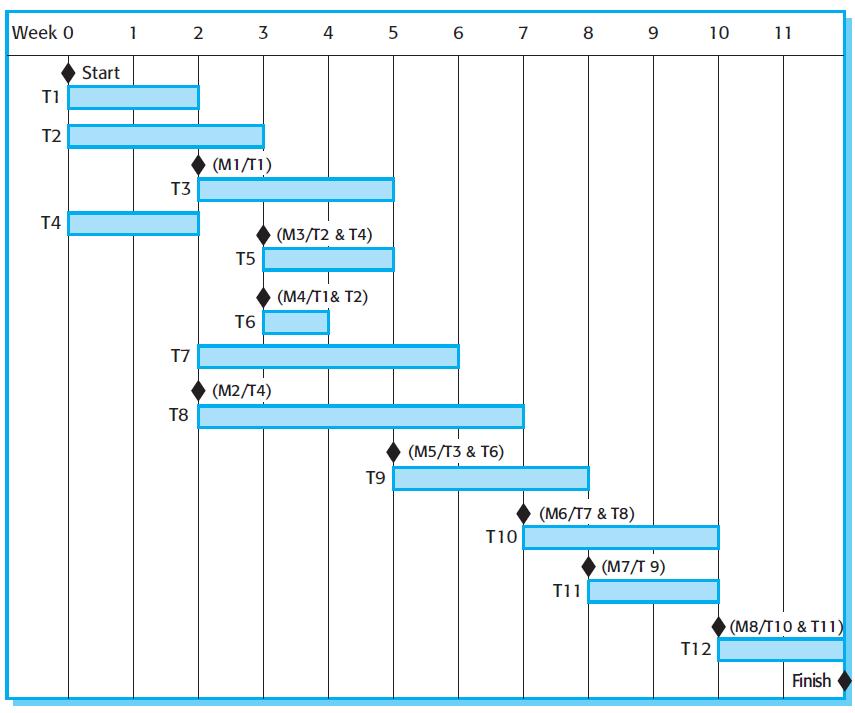 Week 0 1 2 3 4 5 6 7 8 9 10 11
Start
T1
T2
(M1/T1)
T3
T4
(M3/T2 & T4)
T5
(M4/T1& T2)
T6
T7
(M2/T4)
T8
(M5/T3 & T6)
T9
(M6/T7 & T8)
T10
(M7/T 9)
T11
(M8/T10 & T11)
T12
Finish